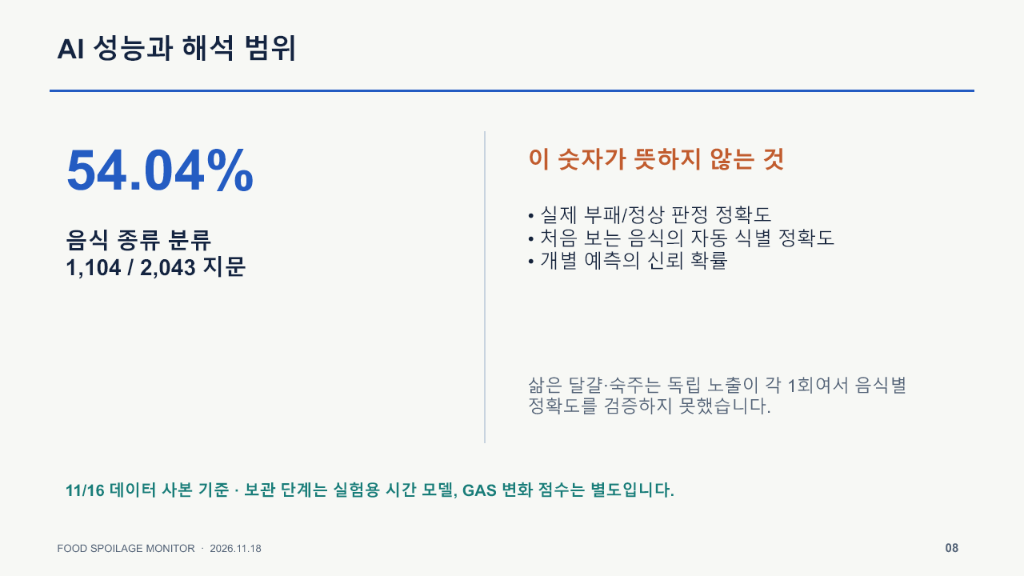 AI 성능과 해석 범위
54.04%
음식 종류 분류
1,104 / 2,043 지문
이 숫자가 뜻하지 않는 것
• 실제 부패/정상 판정 정확도
• 처음 보는 음식의 자동 식별 정확도
• 개별 예측의 신뢰 확률
삶은 달걀·숙주는 독립 노출이 각 1회여서 음식별
정확도를 검증하지 못했습니다.
11/16 데이터 사본 기준 · 보관 단계는 실험용 시간 모델, GAS 변화 점수는 별도입니다.
FOOD SPOILAGE MONITOR · 2026.11.18
08